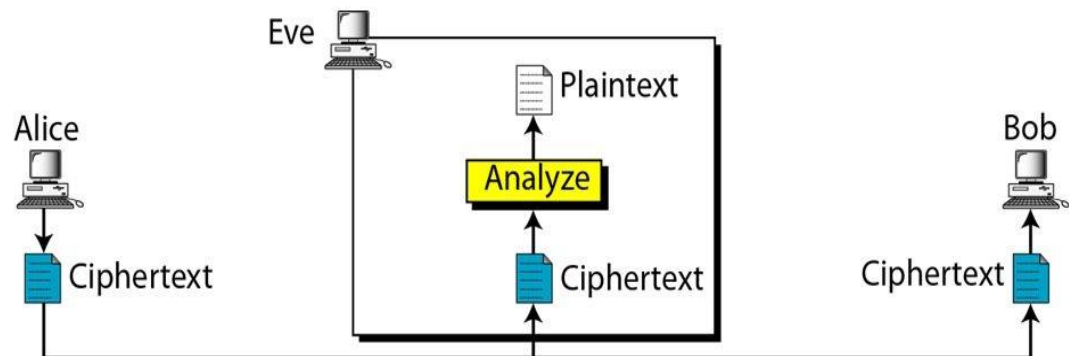 Eve
Plaintext
Alice
Bob
Analyze
Ciphertext
Ciphertext
Ciphertext